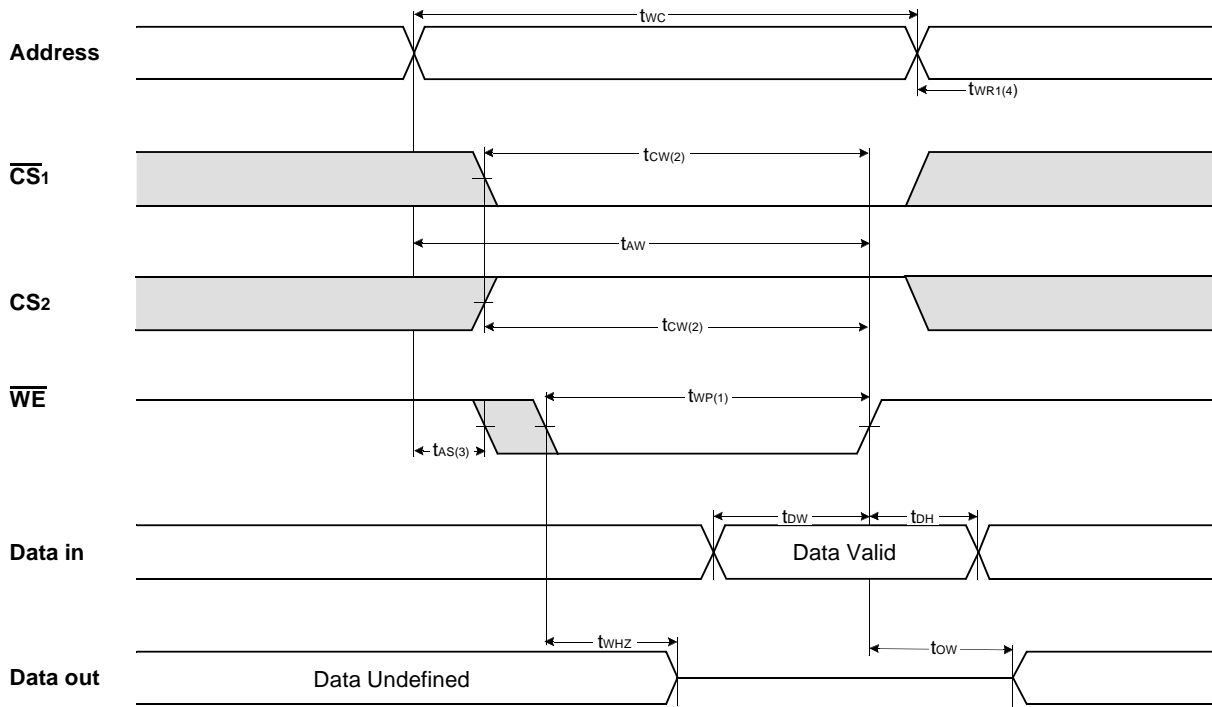 tWC
Address
tWR1(4)
tCW(2)
CS1
tAW
CS2
tCW(2)
WE
tWP(1)
tAS(3)
tDW
tDH
Data in
Data Valid
tWHZ
tOW
Data out
Data Undefined